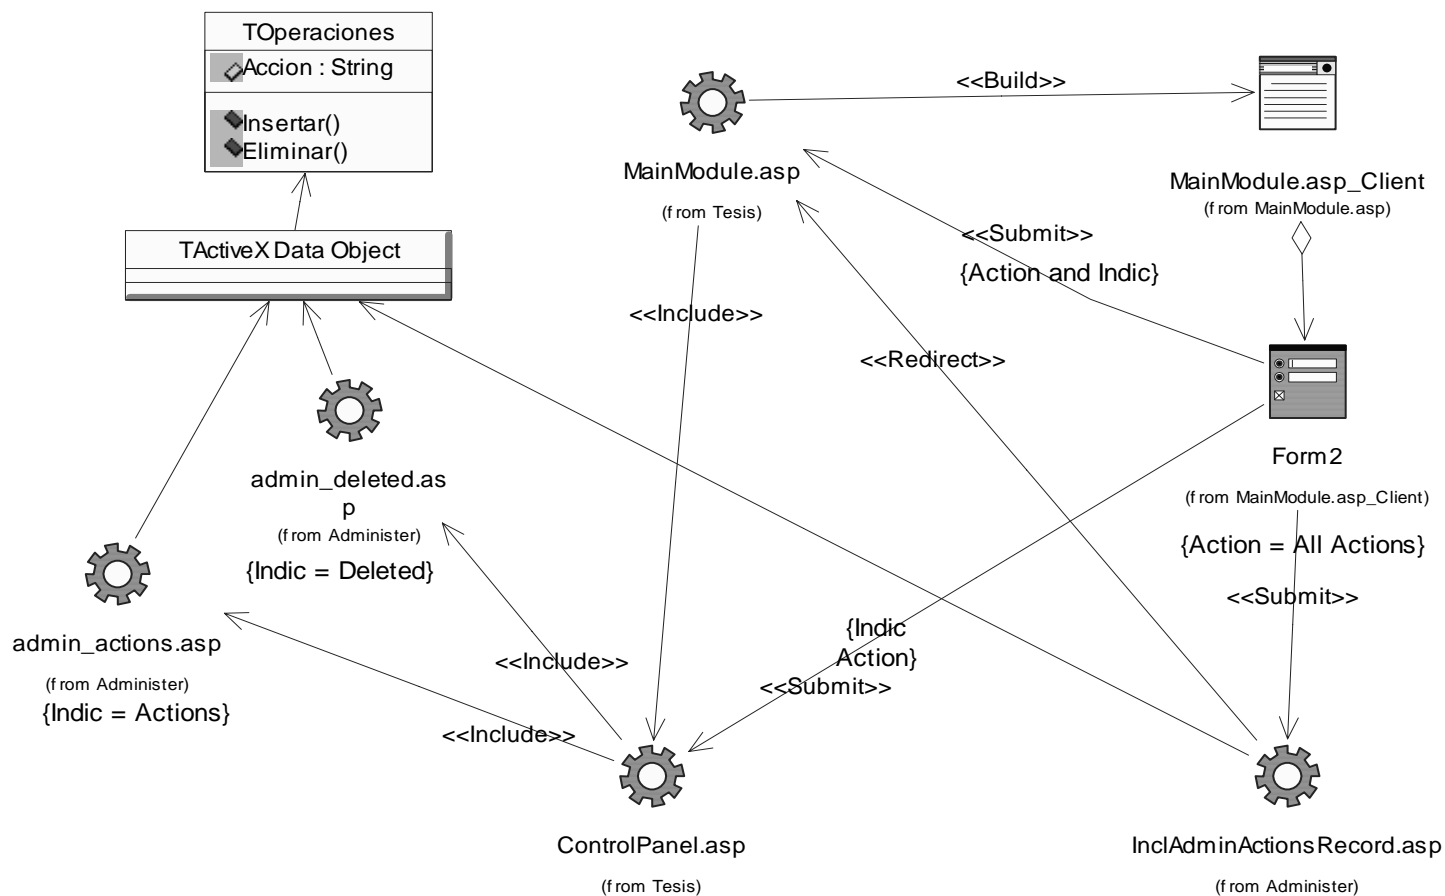 TOperaciones
Accion : String
Insertar()
Eliminar()
TActiveX Data Object
<<Build>>
MainModule.asp
(from Tesis)
MainModule.asp_Client
(from MainModule.asp)
<<Submit>>
{Action and Indic}
<<Include>>
<<Redirect>>
admin_deleted.as
p
(from Administer)
{Indic = Deleted}
Form2
(from MainModule.asp_Client)
{Action = All Actions}
<<Submit>>
admin_actions.asp
(from Administer)
{Indic = Actions}
{Indic
Action}
<<Submit>>
<<Include>>
<<Include>>
ControlPanel.asp
(from Tesis)
InclAdminActionsRecord.asp
(from Administer)